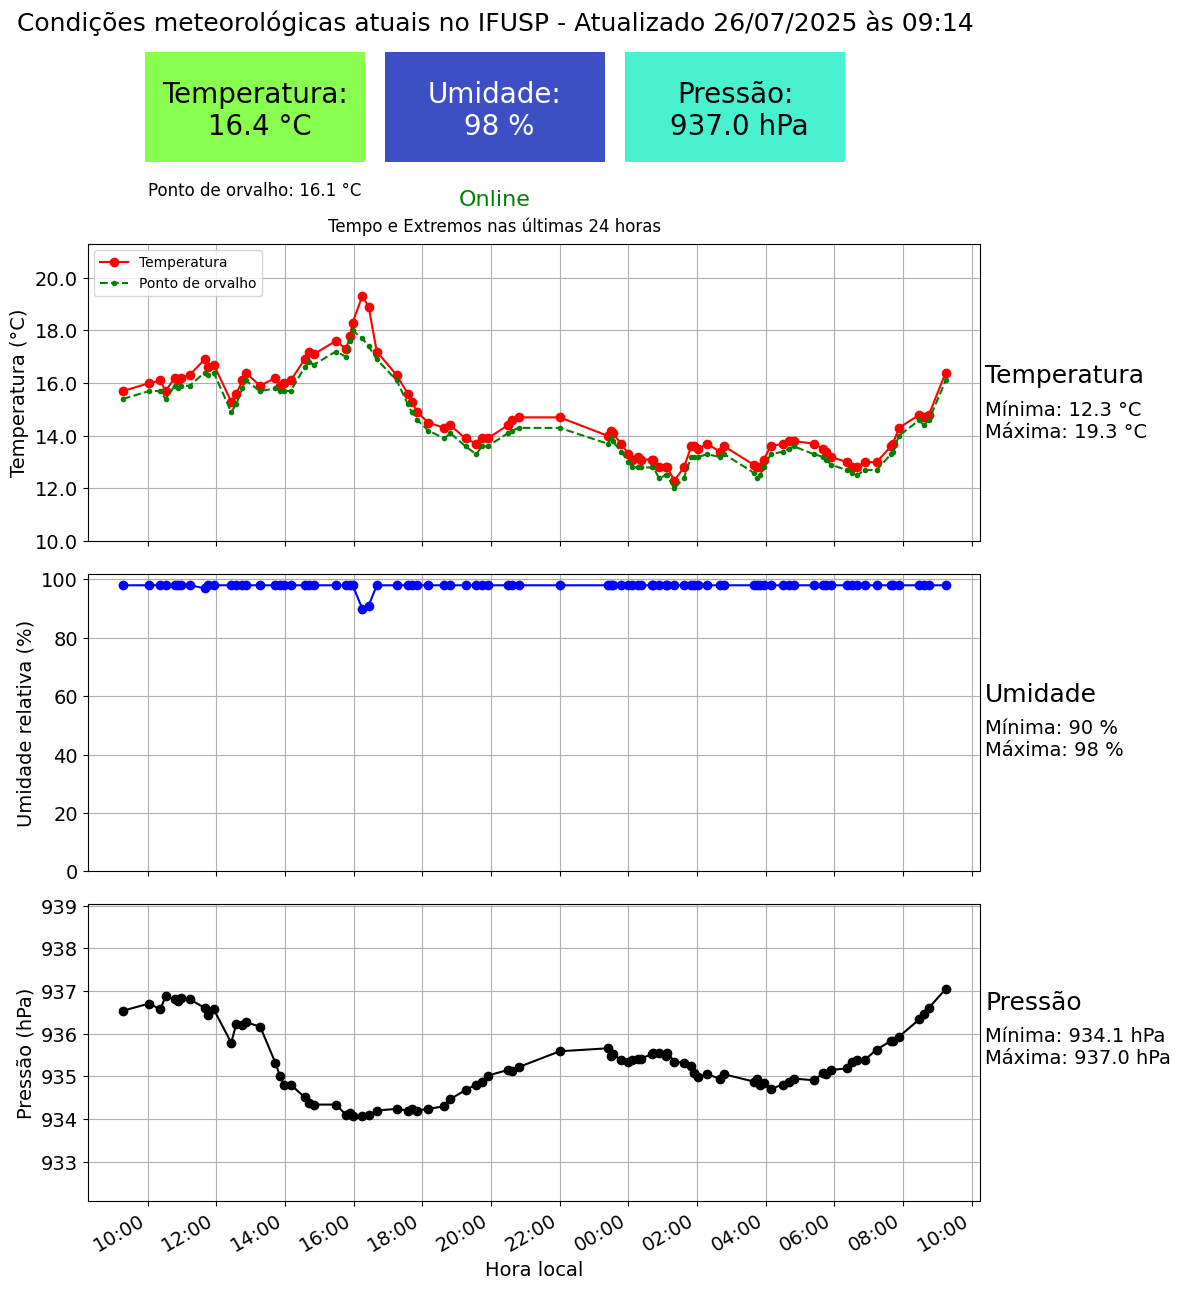 Condições meteorológicas atuais no IFUSP - Atualizado 26/07/2025 às 09:14
Temperatura:
16.4 °C
Umidade:
98 %
Pressão:
937.0 hPa
Ponto de orvalho: 16.1 °C
Online
Tempo e Extremos nas últimas 24 horas
Temperatura
Ponto de orvalho
Temperatura (°C)
20.0
18.0
16.0
14.0
12.0
10.0
Temperatura
Mínima: 12.3 °C
Máxima: 19.3 °C
Umidade relativa (%)
100
80
60
40
20
0
Umidade
Mínima: 90 %
Máxima: 98 %
Pressão (hPa)
939
938
937
936
935
934
933
Pressão
Mínima: 934.1 hPa
Máxima: 937.0 hPa
10:00 12:00 14:00 16:00 18:00 20:00 22:00 00:00 02:00 04:00 06:00 08:00 10:00
Hora local